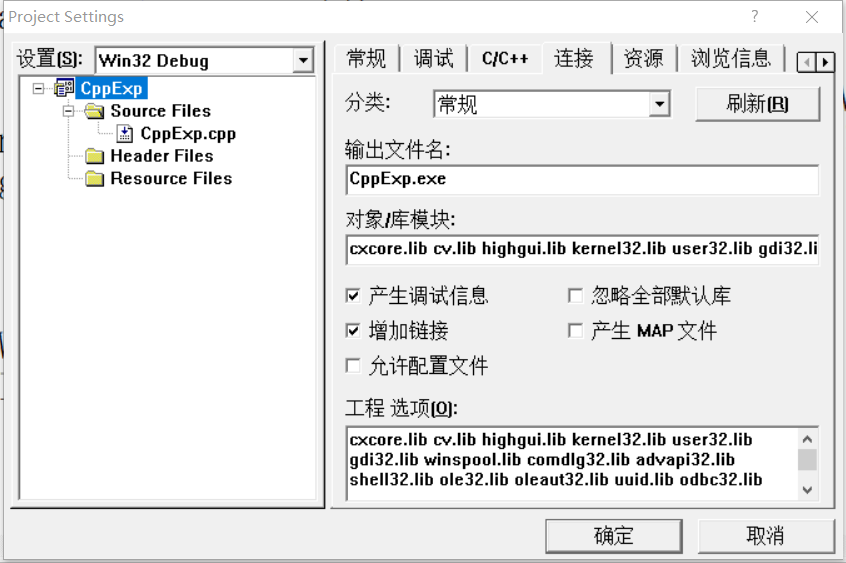 Project Settings
设置(S): Win32 Debug
CppExp
Source Files
CppExp.cpp
Header Files
Resource Files
常规 调试 C/C++ 连接 资源 浏览信息
分类: 常规 刷新(R)
输出文件名:
CppExp.exe
对象/库模块:
cxcore.lib cv.lib highgui.lib kernel32.lib user32.lib gdi32.li
产生调试信息 忽略全部默认库
增加链接 产生 MAP 文件
允许配置文件
工程 选项(O):
cxcore.lib cv.lib highgui.lib kernel32.lib user32.lib
gdi32.lib winspool.lib comdlg32.lib advapi32.lib
shell32.lib ole32.lib oleaut32.lib uuid.lib odbc32.lib
确定 取消